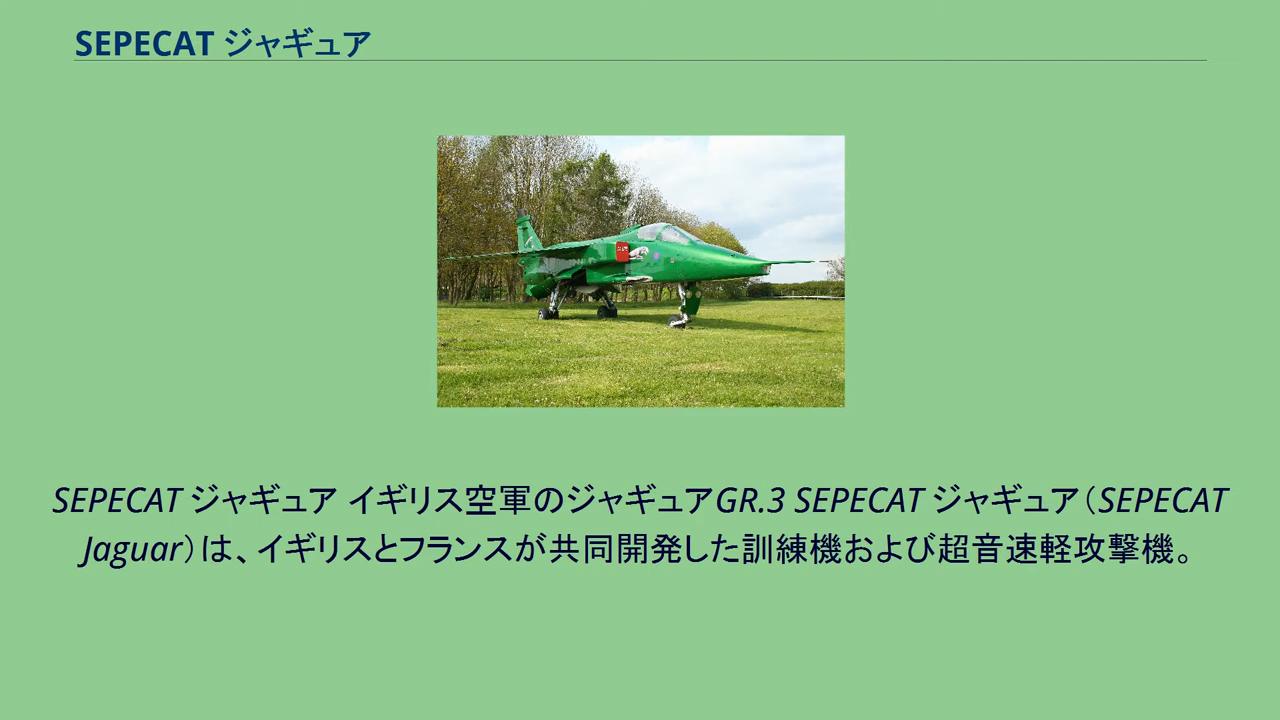 SEPECAT ジャギュア
SEPECAT ジャギュア イギリス空軍のジャギュアGR.3 SEPECAT ジャギュア（SEPECAT
Jaguar）は、イギリスとフランスが共同開発した訓練機および超音速軽攻撃機。